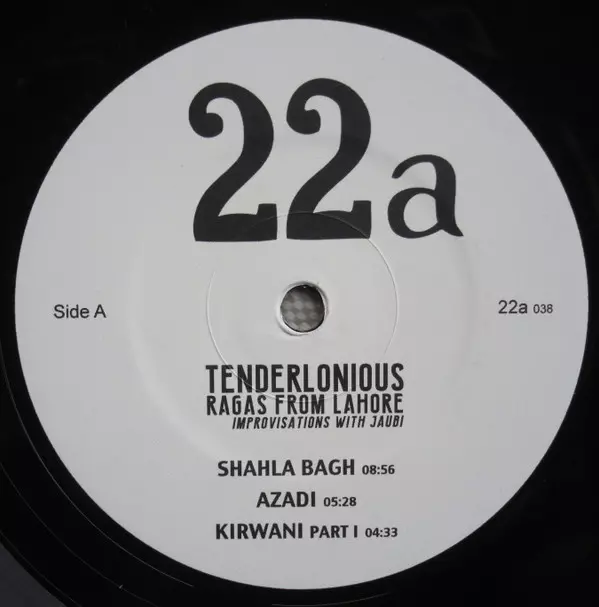 22a
Side A
22a 038
TENDERLONIOUS
RAGAS FROM LAHORE
IMPROVISATIONS WITH JAUBI
SHAHLA BAGH 08:56
AZADI 05:28
KIRWANI PART I 04:33